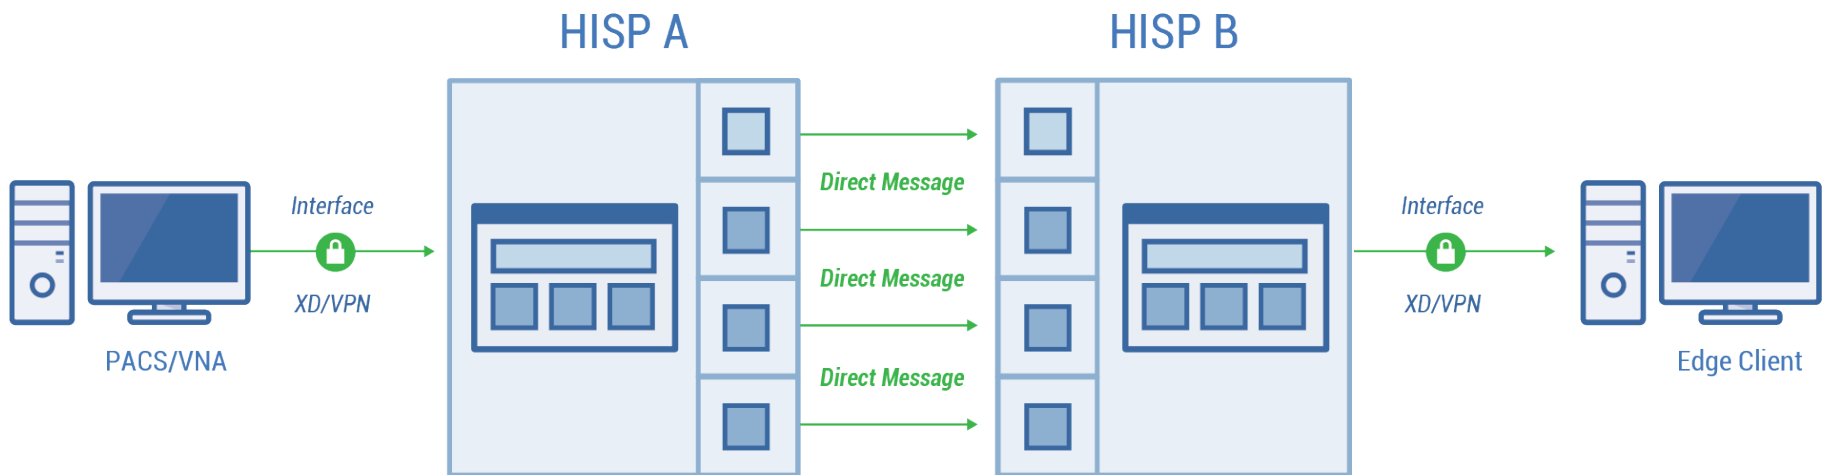 HISP A
HISP B
Interface
XD/VPN
PACS/VNA
Direct Message
Direct Message
Direct Message
Interface
XD/VPN
Edge Client